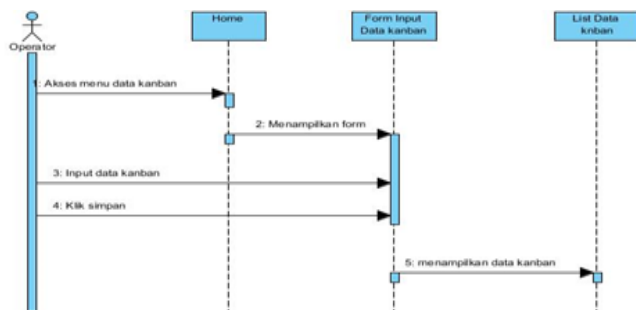 Operator
Home
Form Input
Data kanban
List Data
knban
1: Akses menu data kanban
2: Menampilkan form
3: Input data kanban
4: Klik simpan
5: menampilkan data kanban